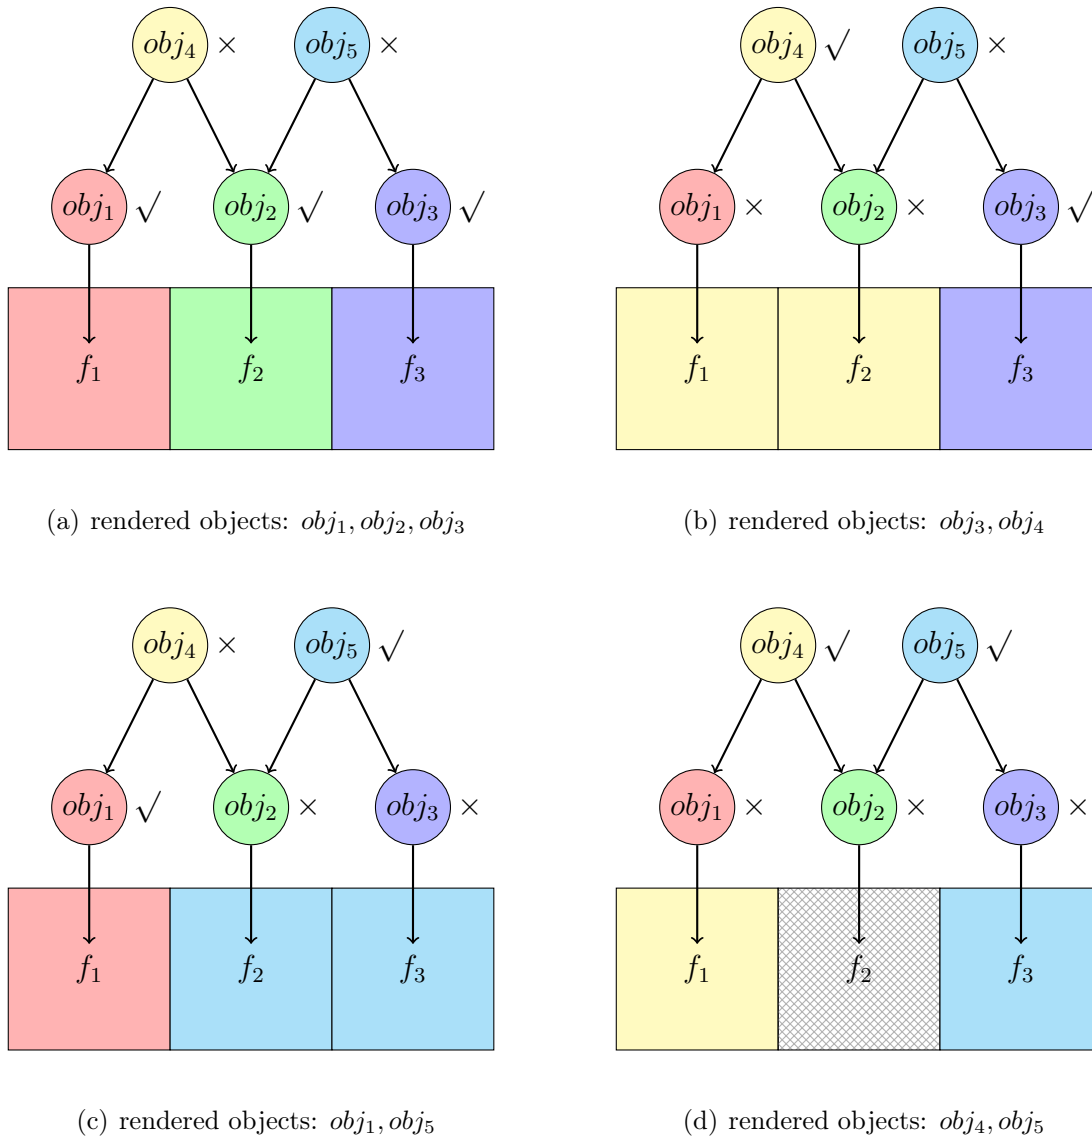 obj₄ × obj₅ ×
obj₁ √ obj₂ √ obj₃ √
f₁ f₂ f₃
(a) rendered objects: obj₁, obj₂, obj₃
obj₄ √ obj₅ ×
obj₁ × obj₂ × obj₃ √
f₁ f₂ f₃
(b) rendered objects: obj₃, obj₄
obj₄ × obj₅ √
obj₁ √ obj₂ × obj₃ ×
f₁ f₂ f₃
(c) rendered objects: obj₁, obj₅
obj₄ √ obj₅ √
obj₁ × obj₂ × obj₃ ×
f₁ f₂ f₃
(d) rendered objects: obj₄, obj₅